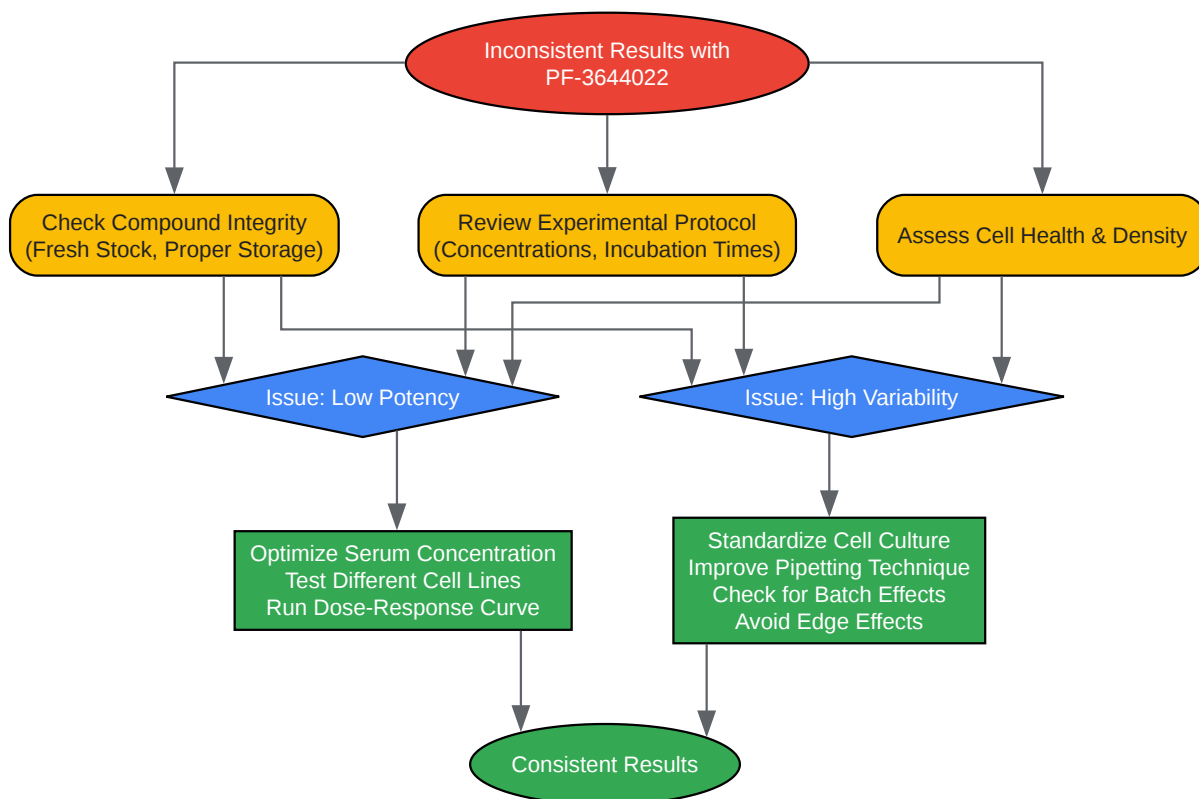 Inconsistent Results with
PF-3644022
Check Compound Integrity
(Fresh Stock, Proper Storage)
Review Experimental Protocol
(Concentrations, Incubation Times)
Assess Cell Health & Density
Issue: Low Potency
Issue: High Variability
Optimize Serum Concentration
Test Different Cell Lines
Run Dose-Response Curve
Standardize Cell Culture
Improve Pipetting Technique
Check for Batch Effects
Avoid Edge Effects
Consistent Results